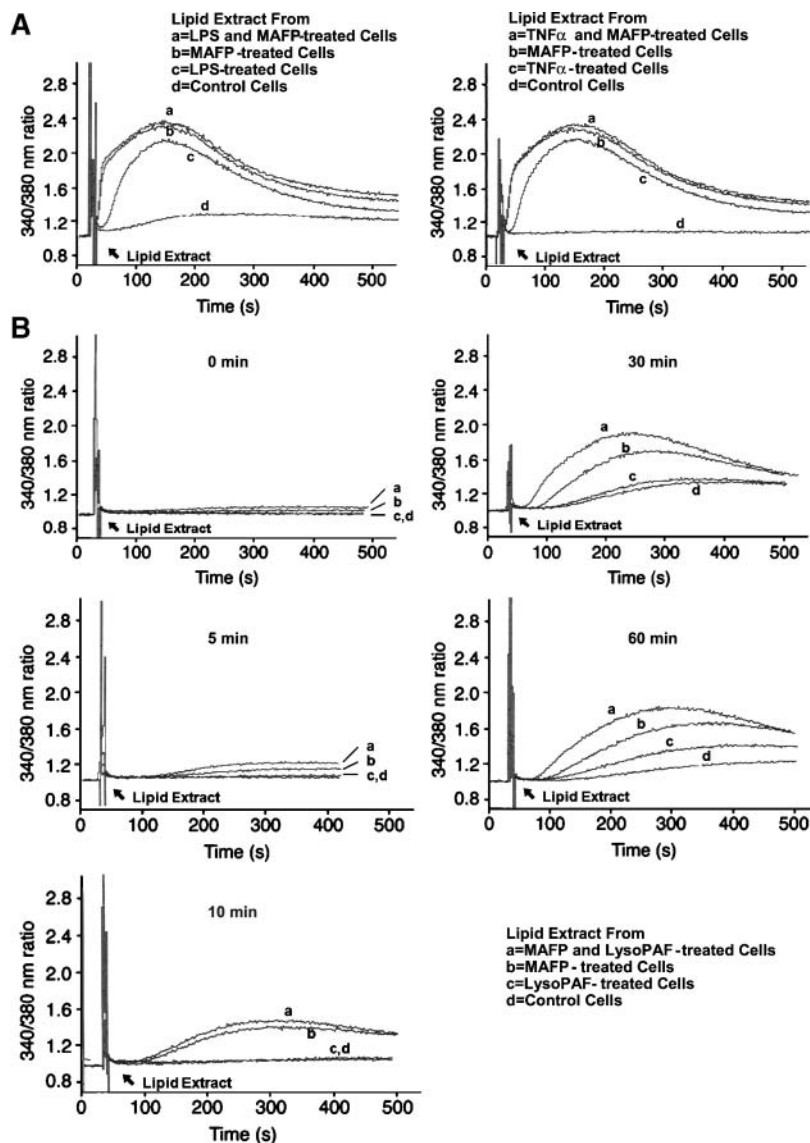 A
Lipid Extract From
a=LPS and MAFP-treated Cells
b=MAFP-treated Cells
c=LPS-treated Cells
d=Control Cells
340/380 nm ratio
2.8
2.4
2.0
1.6
1.2
0.8
a
b
c
d
Lipid Extract
0 100 200 300 400 500
Time (s)
Lipid Extract From
a=TNFα and MAFP-treated Cells
b=MAFP-treated Cells
c=TNFα-treated Cells
d=Control Cells
340/380 nm ratio
2.8
2.4
2.0
1.6
1.2
0.8
a
b
c
d
Lipid Extract
0 100 200 300 400 500
Time (s)
B
0 min
340/380 nm ratio
2.8
2.4
2.0
1.6
1.2
0.8
a
b
c,d
Lipid Extract
0 100 200 300 400 500
Time (s)
30 min
340/380 nm ratio
2.8
2.4
2.0
1.6
1.2
0.8
a
b
c
d
Lipid Extract
0 100 200 300 400 500
Time (s)
5 min
340/380 nm ratio
2.8
2.4
2.0
1.6
1.2
0.8
a
b
c,d
Lipid Extract
0 100 200 300 400 500
Time (s)
60 min
340/380 nm ratio
2.8
2.4
2.0
1.6
1.2
0.8
a
b
c
d
Lipid Extract
0 100 200 300 400 500
Time (s)
10 min
340/380 nm ratio
2.8
2.4
2.0
1.6
1.2
0.8
a
b
c,d
Lipid Extract
0 100 200 300 400 500
Time (s)
Lipid Extract From
a=MAFP and LysoPAF-treated Cells
b=MAFP- treated Cells
c=LysoPAF- treated Cells
d=Control Cells